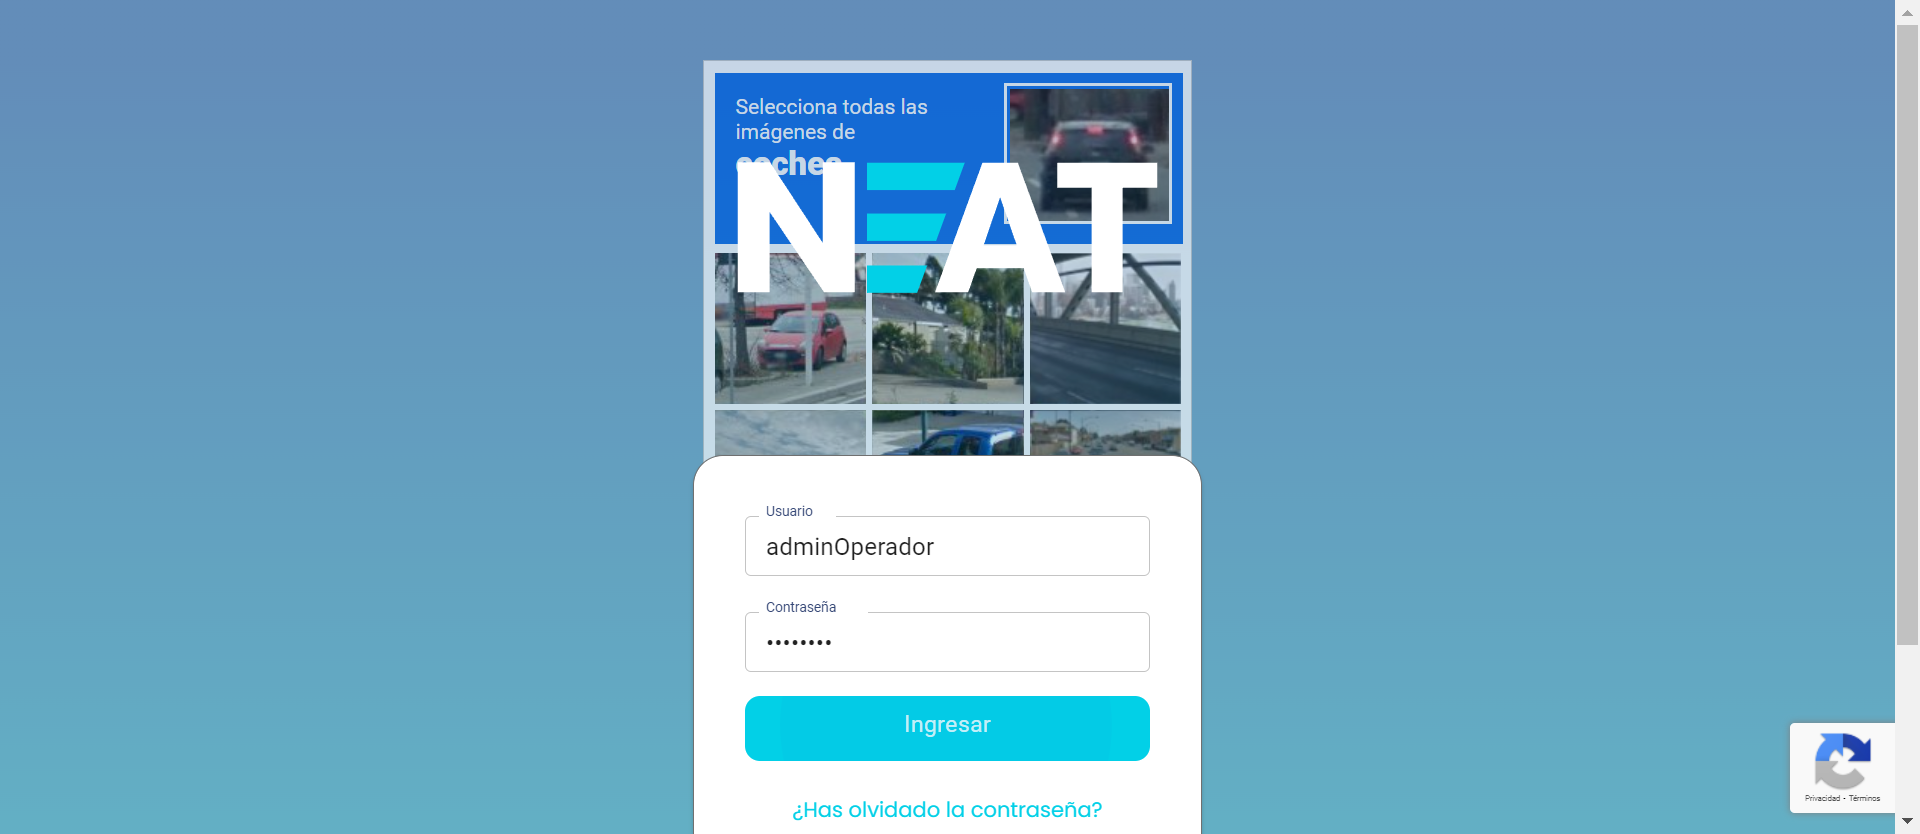 Selecciona todas las
imágenes de
coches
NEAT
Usuario
adminOperador
Contraseña
••••••••
Ingresar
¿Has olvidado la contraseña?
Privacidad - Términos